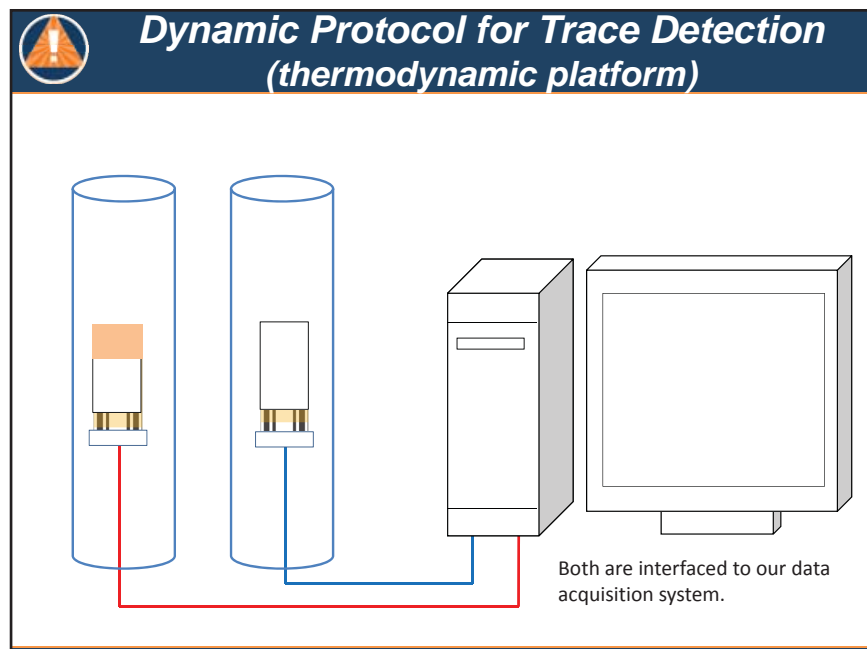 Dynamic Protocol for Trace Detection
(thermodynamic platform)
Both are interfaced to our data
acquisition system.